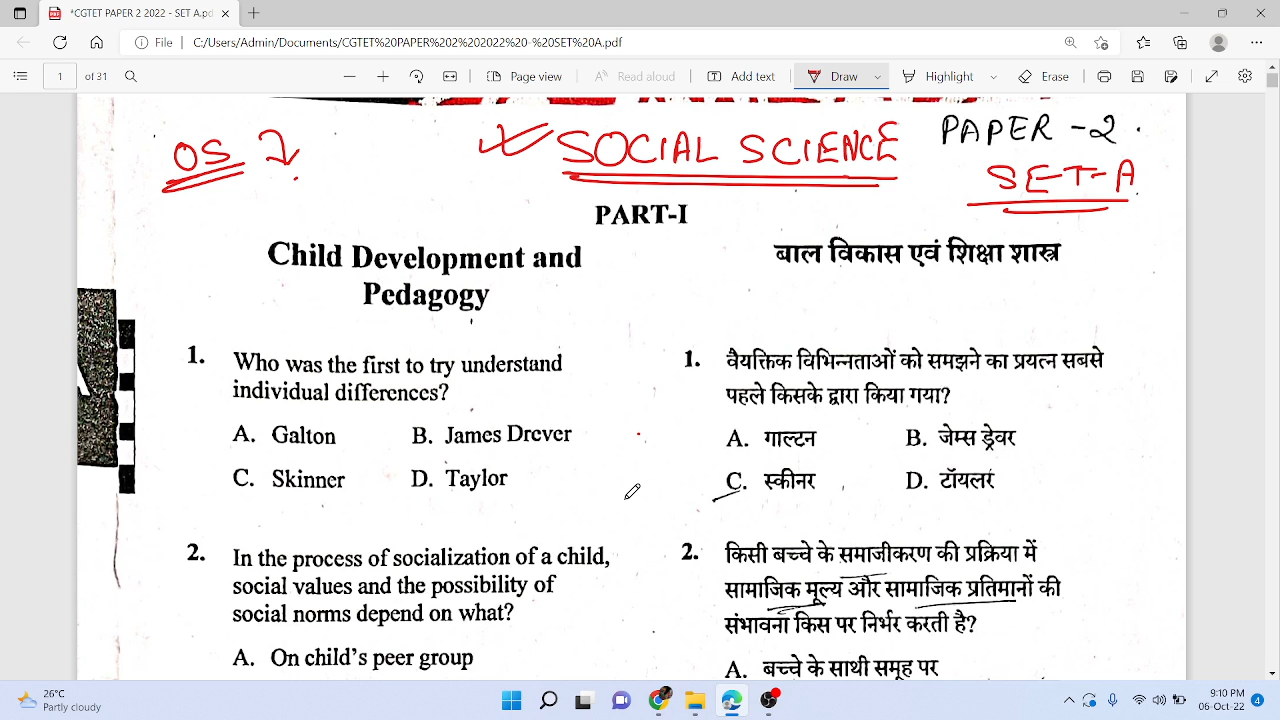 *CGTET PAPER 2 2022 - SET A.pdf
File C:/Users/Admin/Documents/CGTET%20PAPER%202%202022%20-%20SET%20A.pdf
1 of 31 Page view Read aloud Add text Draw Highlight Erase
SOCIAL SCIENCE PAPER -2.
SET-A
PART-I
Child Development and
Pedagogy
1. Who was the first to try understand
individual differences?
A. Galton B. James Drever
C. Skinner D. Taylor
2. In the process of socialization of a child,
social values and the possibility of
social norms depend on what?
A. On child's peer group
बाल विकास एवं शिक्षा शास्त्र
1. वैयक्तिक विभिन्नताओं को समझने का प्रयत्न सबसे
पहले किसके द्वारा किया गया?
A. गाल्टन B. जेम्स ड्रेवर
C. स्कीनर D. टॉयलर
2. किसी बच्चे के समाजीकरण की प्रक्रिया में
सामाजिक मूल्य और सामाजिक प्रतिमानों की
संभावना किस पर निर्भर करती है?
A. बच्चे के साथी समूह पर
26°C
Partly cloudy
9:10 PM
06-Oct-22
4